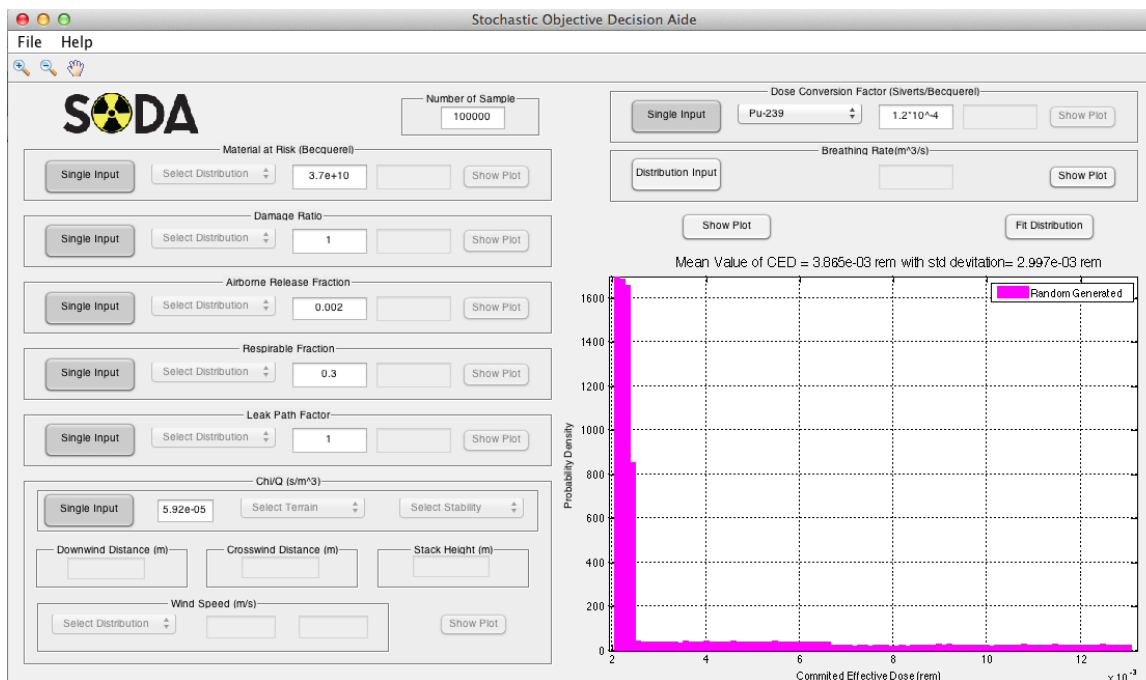 Stochastic Objective Decision Aide
File Help
SODA
Number of Sample
100000
Material at Risk (Becquerel)
Single Input Select Distribution 3.7e+10 Show Plot
Damage Ratio
Single Input Select Distribution 1 Show Plot
Airborne Release Fraction
Single Input Select Distribution 0.002 Show Plot
Respirable Fraction
Single Input Select Distribution 0.3 Show Plot
Leak Path Factor
Single Input Select Distribution 1 Show Plot
Chi/Q (s/m^3)
Single Input 5.92e-05 Select Terrain Select Stability
Downwind Distance (m) Crosswind Distance (m) Stack Height (m)
Wind Speed (m/s)
Select Distribution Show Plot
Dose Conversion Factor (Siverts/Becquerel)
Single Input Pu-239 1.2*10^-4 Show Plot
Breathing Rate(m^3/s)
Distribution Input Show Plot
Show Plot Fit Distribution
Mean Value of CED = 3.865e-03 rem with std devitation= 2.997e-03 rem
Random Generated
Probability Density
1600
1400
1200
1000
800
600
400
200
0
2 4 6 8 10 12
Commited Effective Dose (rem) x 10^-3